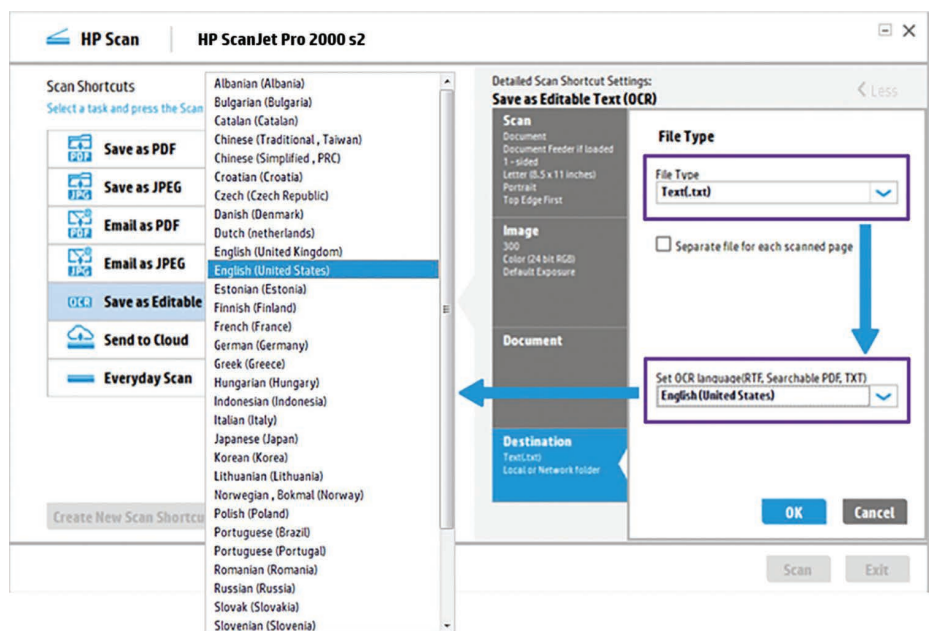 HP Scan
HP ScanJet Pro 2000 s2
Scan Shortcuts
Select a task and press the Scan
Save as PDF
Save as JPEG
Email as PDF
Email as JPEG
OCR Save as Editable
Send to Cloud
Everyday Scan
Create New Scan Shortcu
Albanian (Albania)
Bulgarian (Bulgaria)
Catalan (Catalan)
Chinese (Traditional , Taiwan)
Chinese (Simplified , PRC)
Croatian (Croatia)
Czech (Czech Republic)
Danish (Denmark)
Dutch (netherlands)
English (United Kingdom)
English (United States)
Estonian (Estonia)
Finnish (Finland)
French (France)
German (Germany)
Greek (Greece)
Hungarian (Hungary)
Indonesian (Indonesia)
Italian (Italy)
Japanese (Japan)
Korean (Korea)
Lithuanian (Lithuania)
Norwegian , Bokmal (Norway)
Polish (Poland)
Portuguese (Brazil)
Portuguese (Portugal)
Romanian (Romania)
Russian (Russia)
Slovak (Slovakia)
Slovenian (Slovenia)
Detailed Scan Shortcut Settings:
Save as Editable Text (OCR)
Less
Scan
Document
Document Feeder if loaded
1-sided
Letter (8.5 x 11 inches)
Portrait
Top Edge First
Image
300
Color (24 bit RGB)
Default Exposure
Document
Destination
Text(.txt)
Local or Network folder
File Type
File Type
Text(.txt)
Separate file for each scanned page
Set OCR language(RTF, Searchable PDF, TXT)
English (United States)
OK
Cancel
Scan
Exit